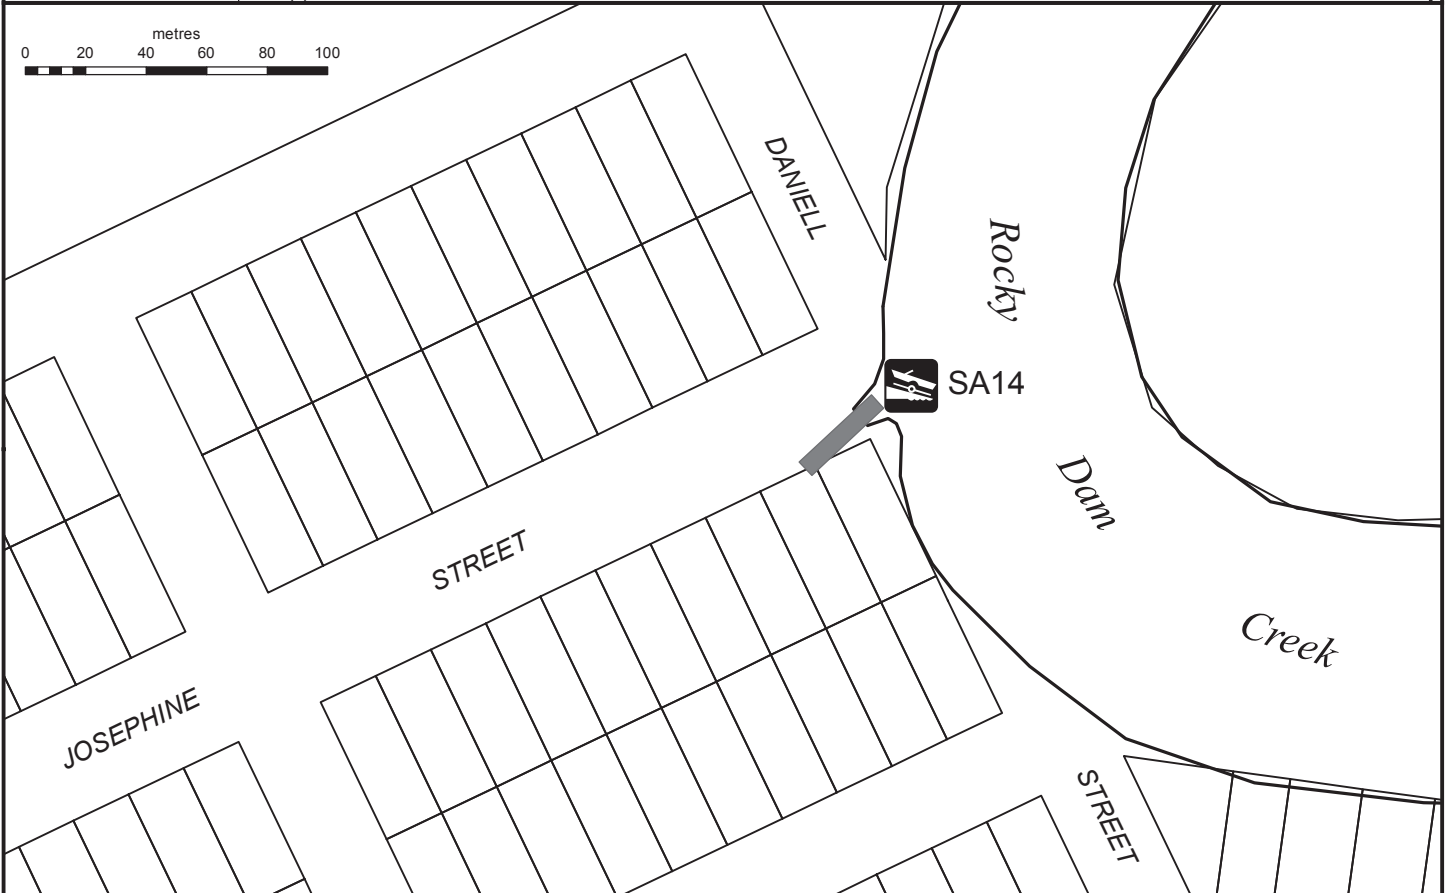 metres
0 20 40 60 80 100
DANIELL
Rocky
SA14
Dam
STREET
Creek
JOSEPHINE
STREET